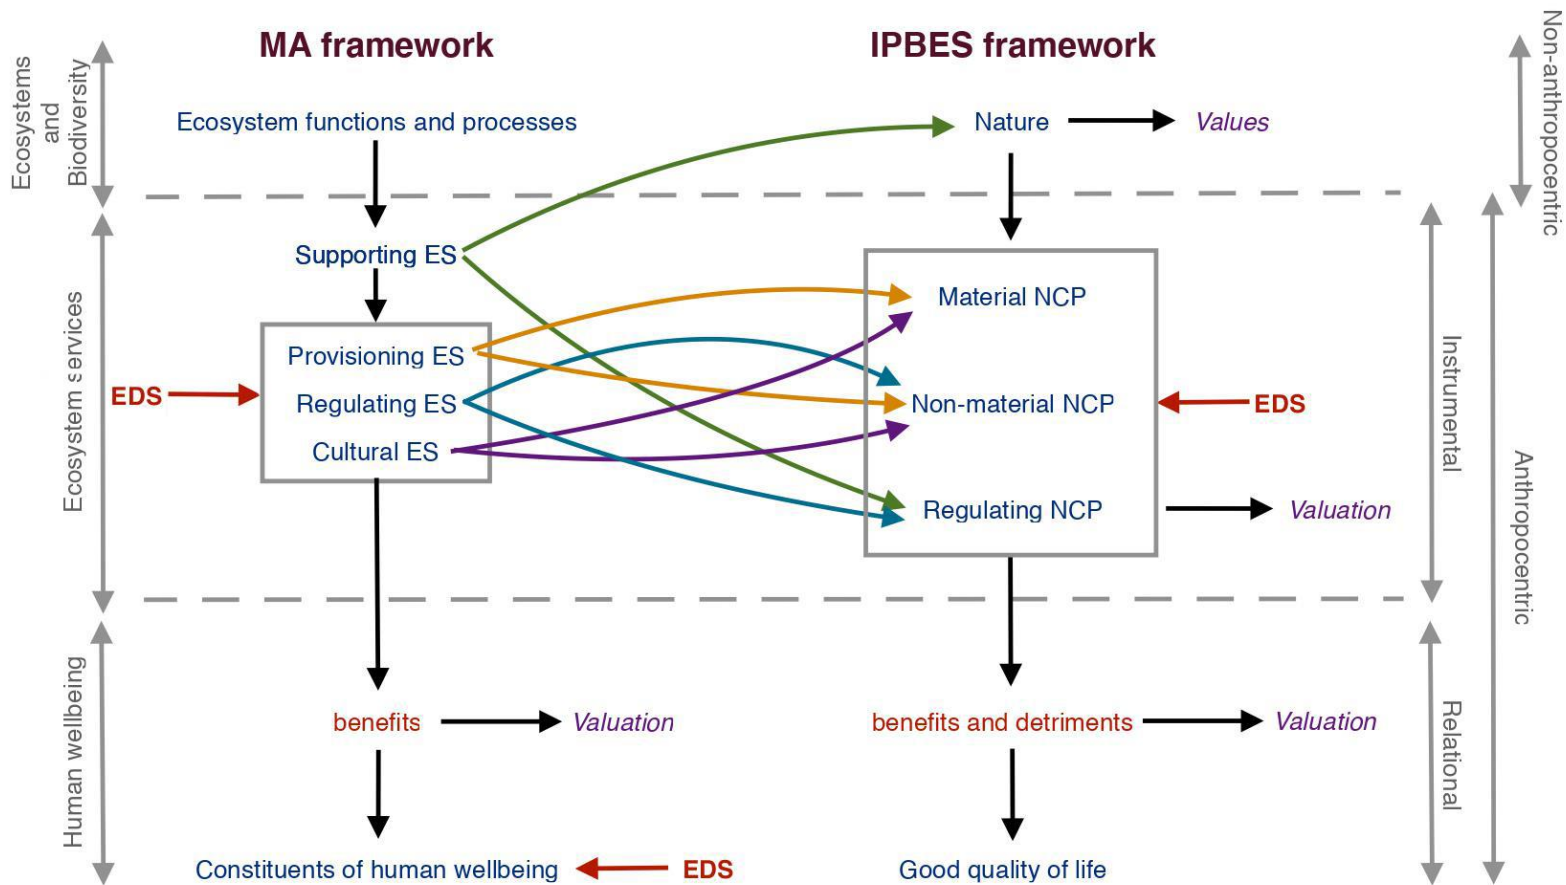 MA framework
IPBES framework
Ecosystems
and
Biodiversity
Non-anthropocentric
Ecosystem functions and processes
Nature
Values
Supporting ES
Ecosystem services
Provisioning ES
Regulating ES
Cultural ES
EDS
Material NCP
Non-material NCP
Regulating NCP
EDS
Valuation
Instrumental
Anthropocentric
Human wellbeing
benefits
Valuation
benefits and detriments
Valuation
Relational
Constituents of human wellbeing
EDS
Good quality of life